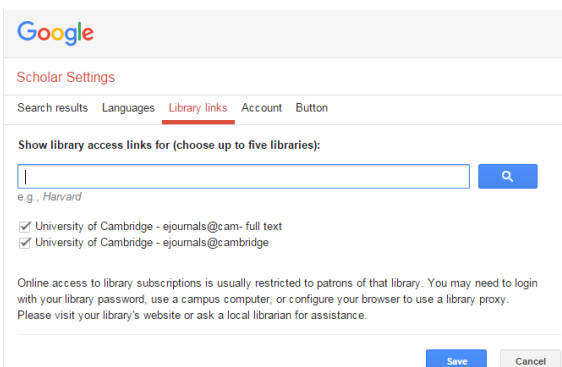 Google
Scholar Settings
Search results Languages Library links Account Button
Show library access links for (choose up to five libraries):
e.g., Harvard
University of Cambridge - ejournals@cam- full text
University of Cambridge - ejournals@cambridge
Online access to library subscriptions is usually restricted to patrons of that library. You may need to login
with your library password, use a campus computer, or configure your browser to use a library proxy.
Please visit your library's website or ask a local librarian for assistance.
Save Cancel